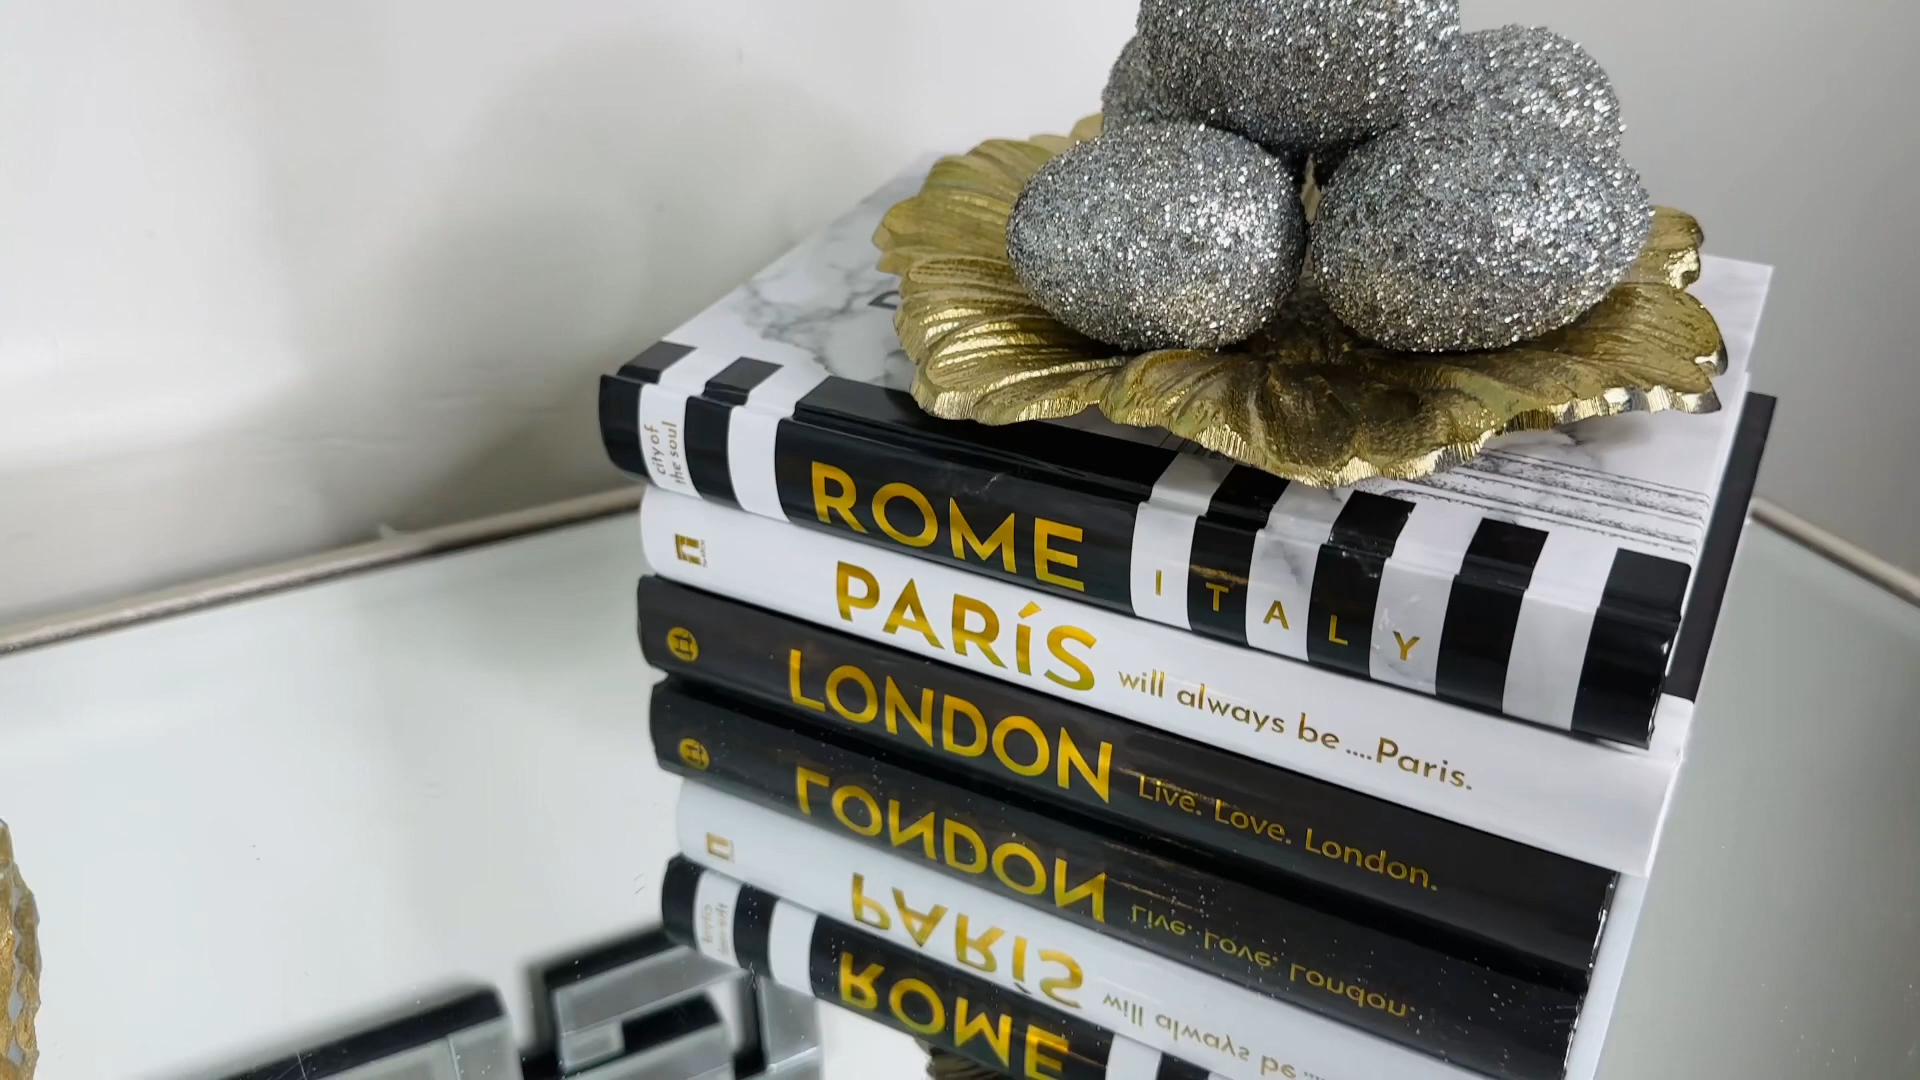 city of
the soul
ROME ITALY
PARÍS will always be....Paris.
LONDON Live. Love. London.
LONDON Live. Love. London.
PARÍS will always be....
ROME